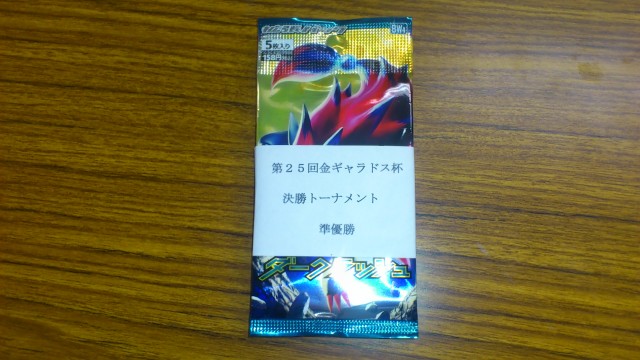 BW4
5枚入り
第25回金ギャラドス杯
決勝トーナメント
準優勝
ダークラッシュ